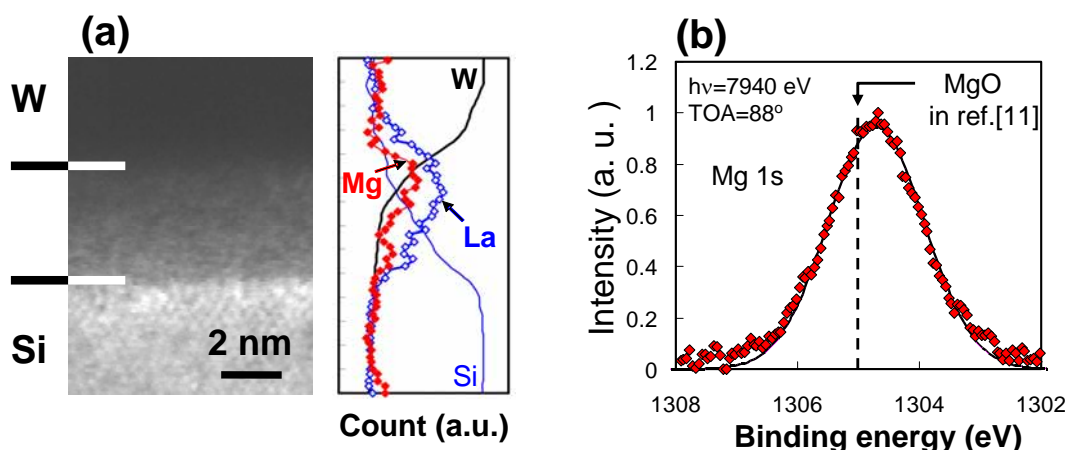 (a)
W
Si
2 nm
W
Mg
La
Si
Count (a.u.)
(b)
hν=7940 eV
TOA=88º
MgO
in ref.[11]
Mg 1s
Intensity (a. u.)
1.2
1
0.8
0.6
0.4
0.2
0
1308
1306
1304
1302
Binding energy (eV)